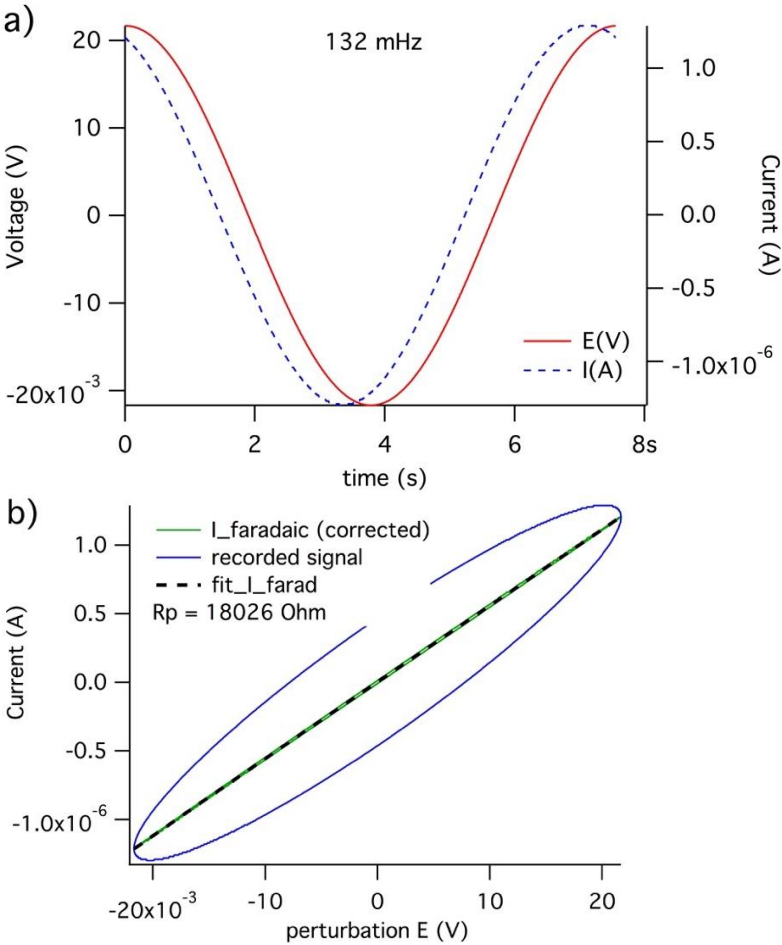 a)
132 mHz
Voltage (V)
20
10
0
-10
-20x10⁻³
Current (A)
1.0
0.5
0.0
-0.5
-1.0x10⁻⁶
E(V)
I(A)
0 2 4 6 8s
time (s)
b)
I_faradaic (corrected)
recorded signal
fit_I_farad
Rp = 18026 Ohm
Current (A)
1.0
0.5
0.0
-0.5
-1.0x10⁻⁶
-20x10⁻³ -10 0 10 20
perturbation E (V)